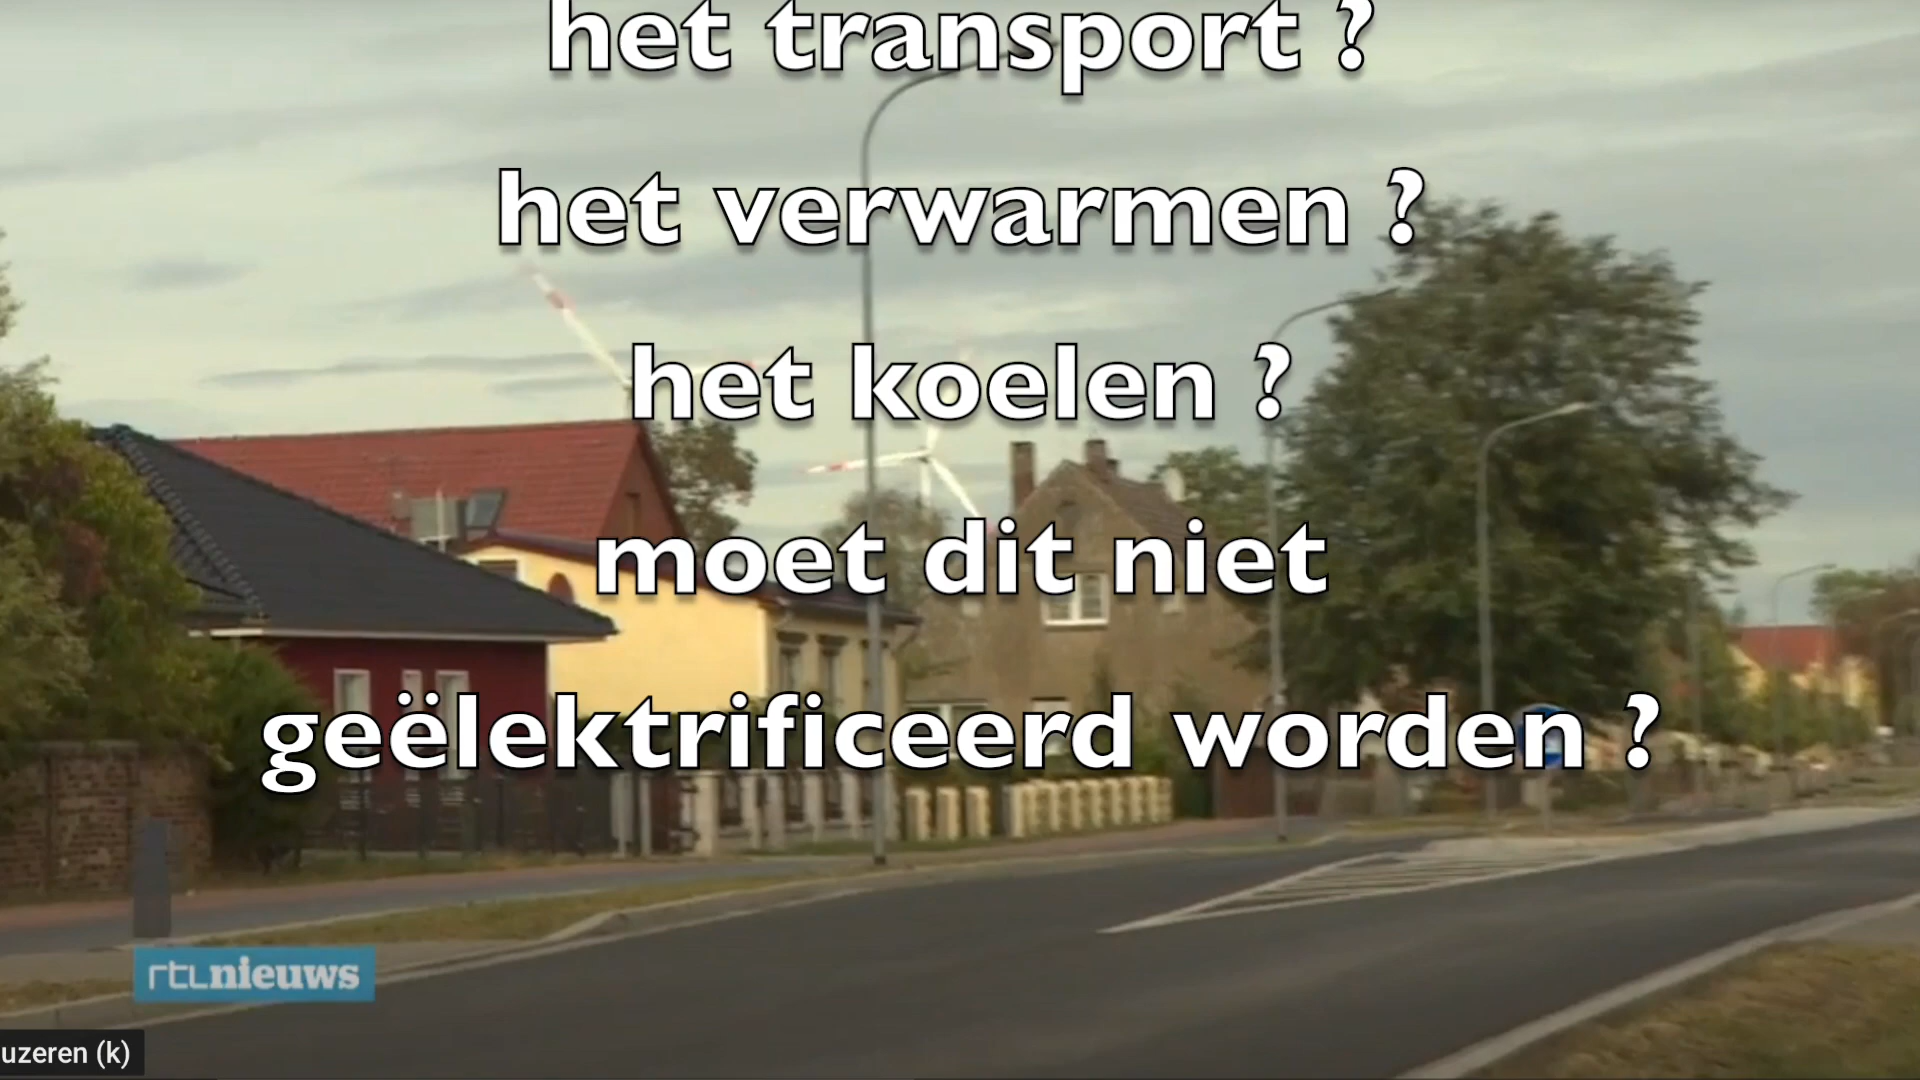 het transport ?
het verwarmen ?
het koelen ?
moet dit niet
geëlektrificeerd worden ?
rtlnieuws
uzeren (k)